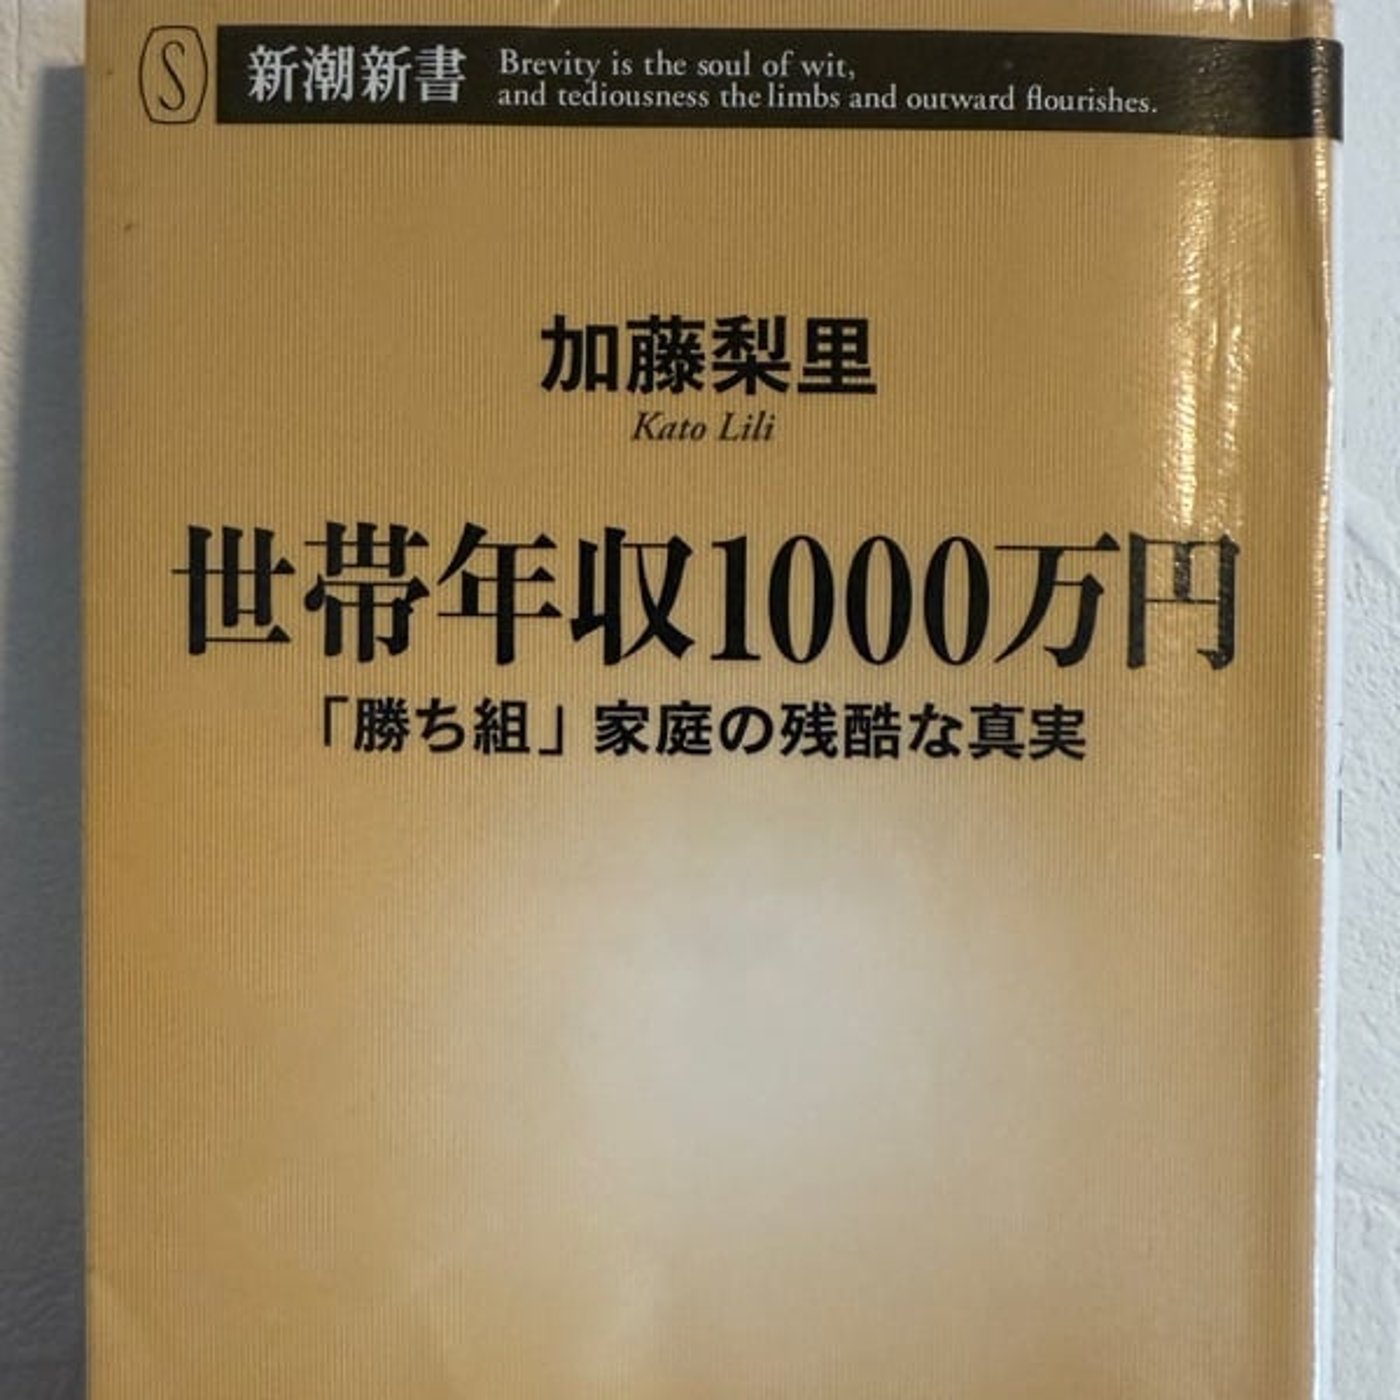 S
新潮新書
Brevity is the soul of wit,
and tediousness the limbs and outward flourishes.
加藤梨里
Kato Lili
世帯年収1000万円
「勝ち組」家庭の残酷な真実